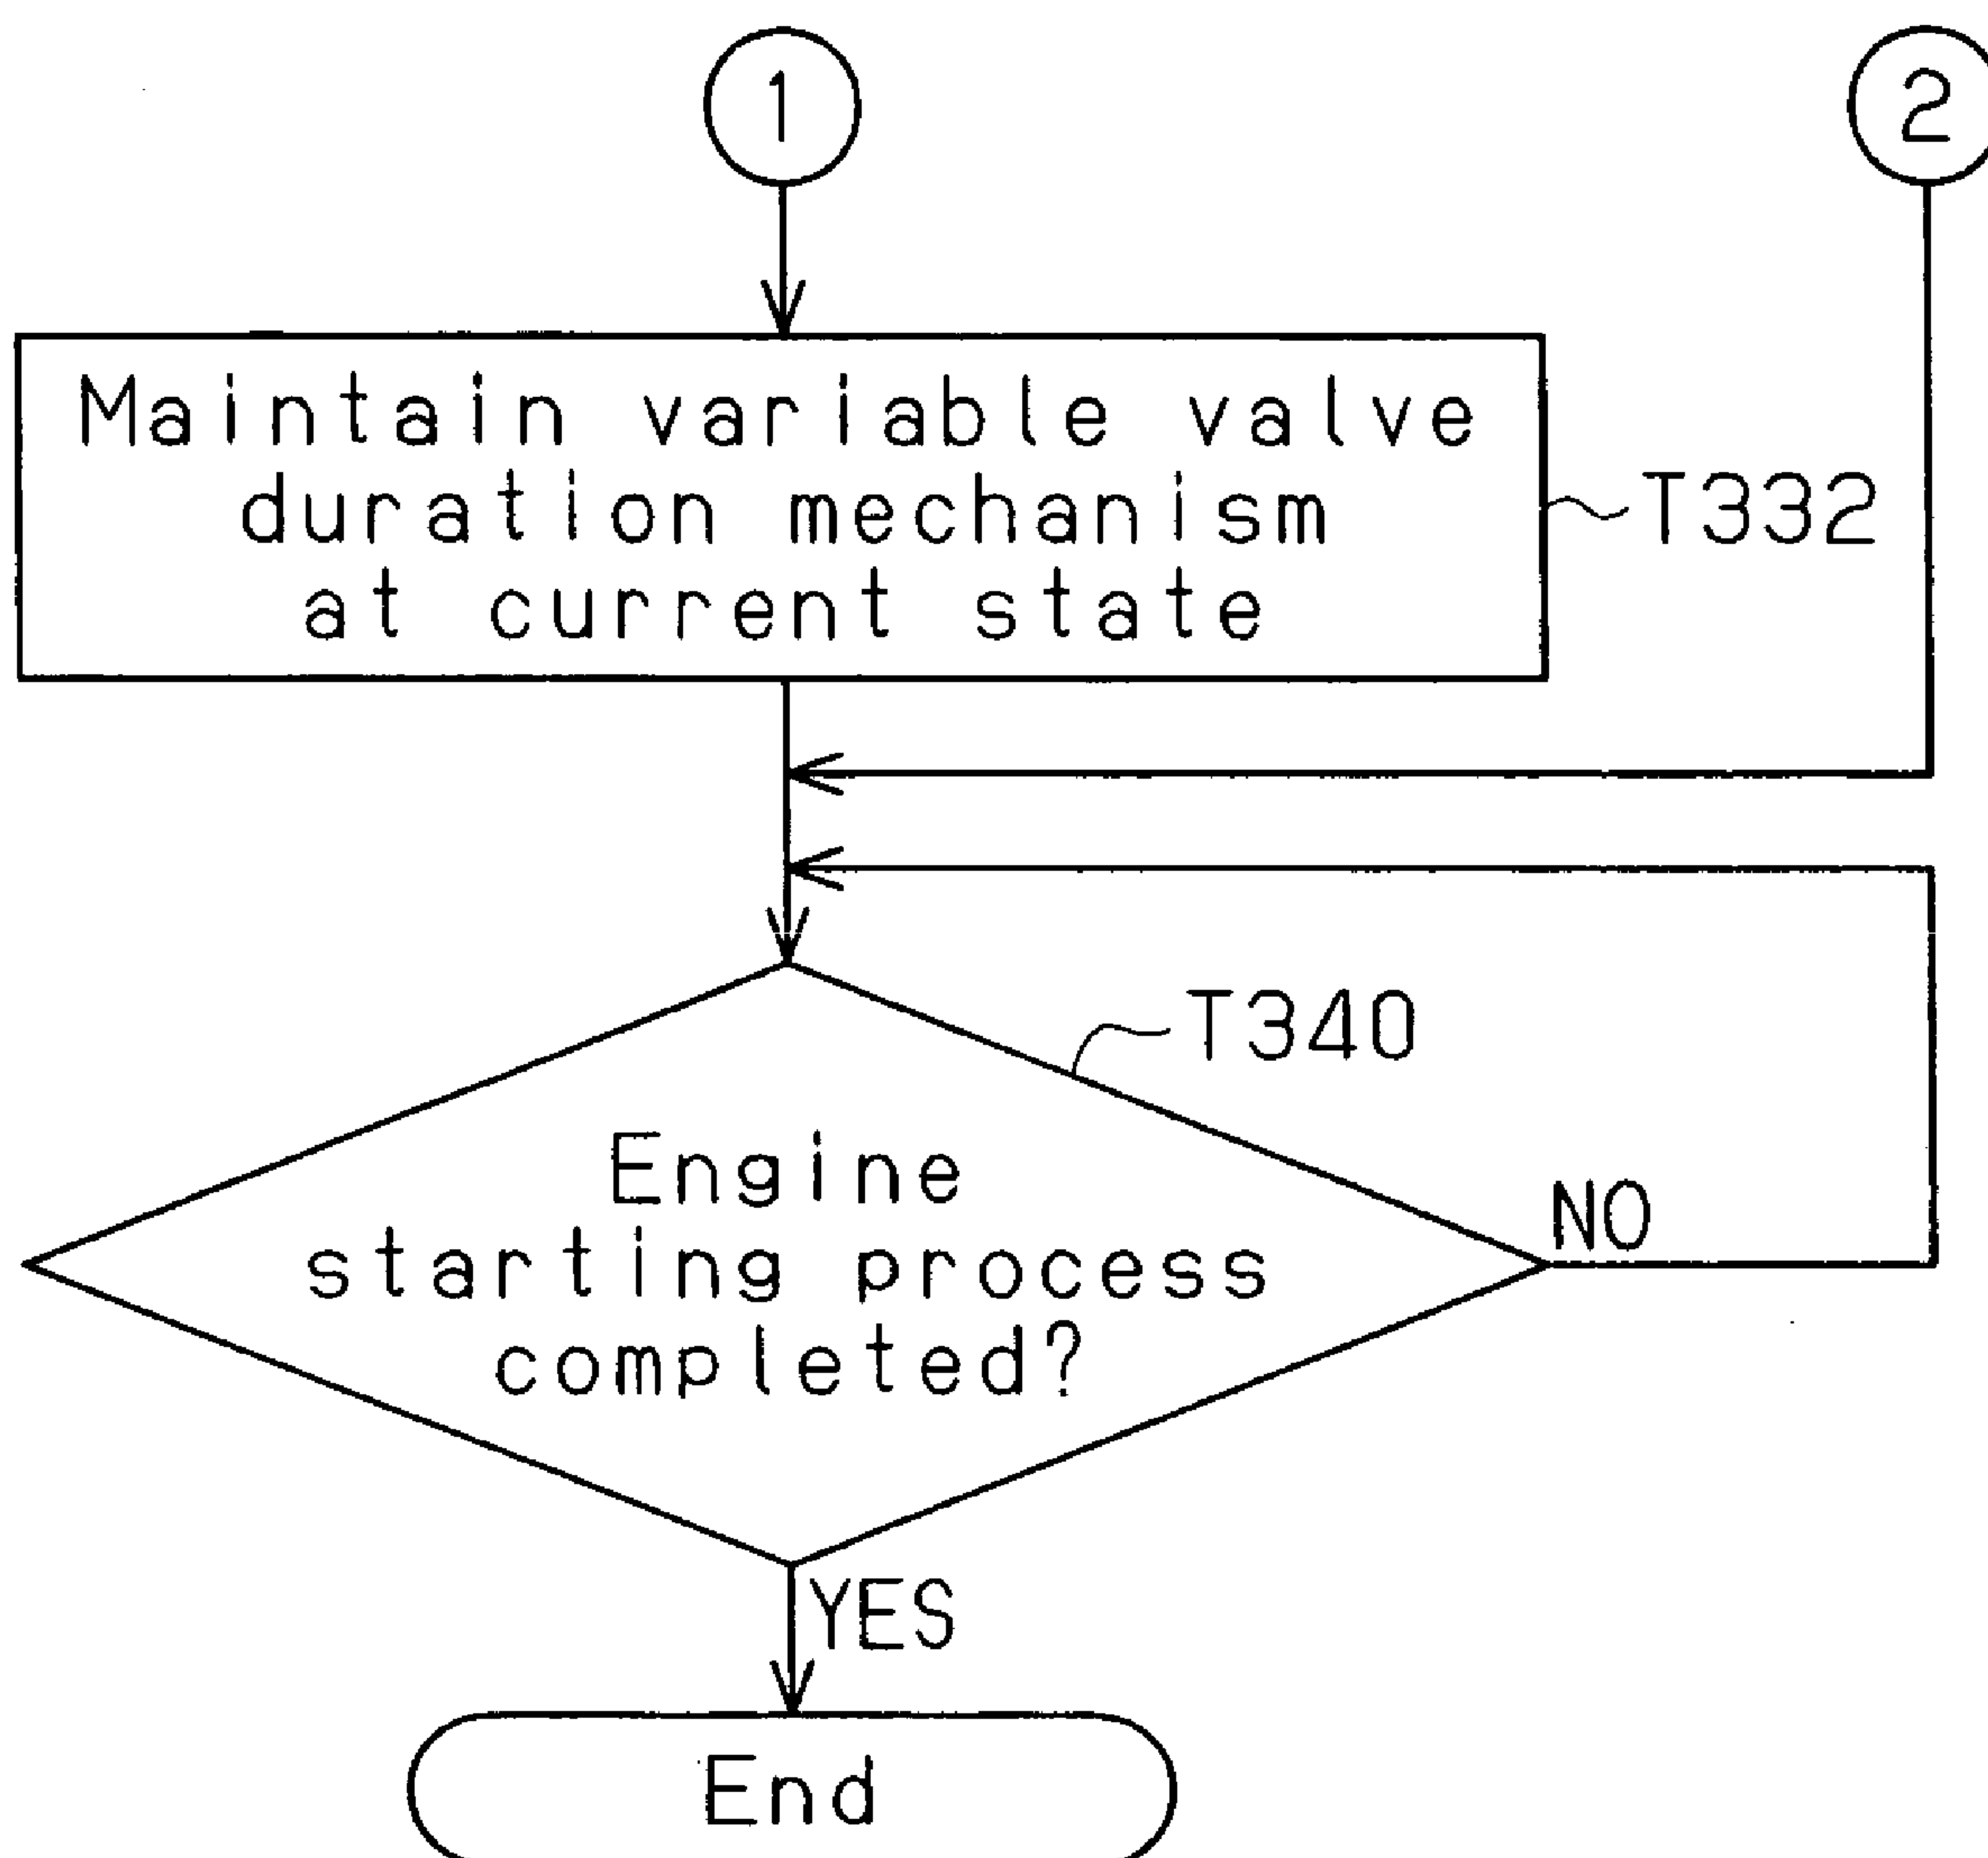 1
2
Maintain variable valve
duration mechanism
at current state
T332
T340
Engine
starting process
completed?
NO
YES
End